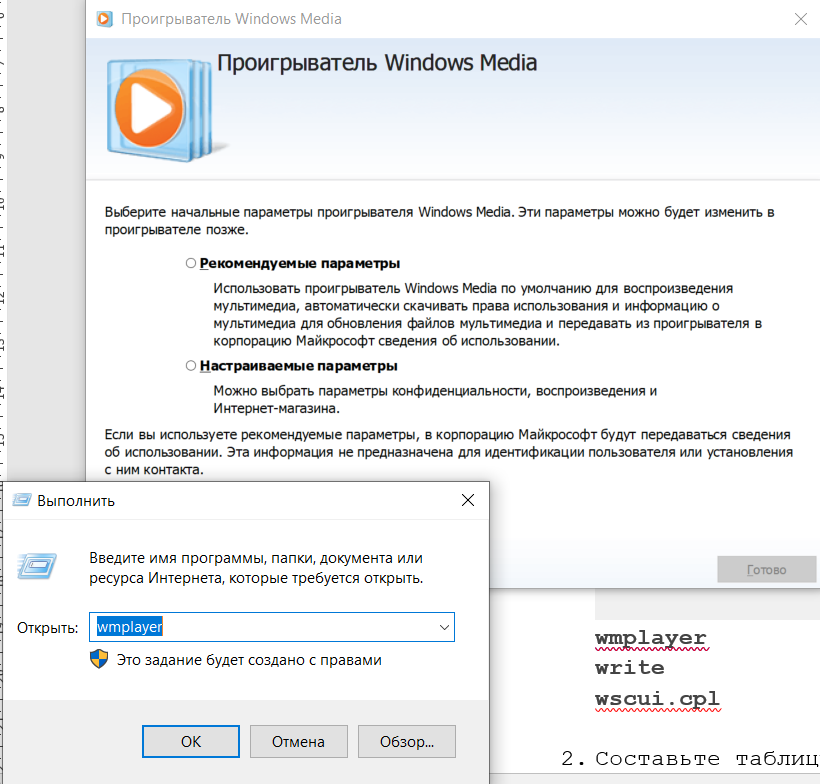 Проигрыватель Windows Media
Проигрыватель Windows Media
Выберите начальные параметры проигрывателя Windows Media. Эти параметры можно будет изменить в
проигрывателе позже.
Рекомендуемые параметры
Использовать проигрыватель Windows Media по умолчанию для воспроизведения
мультимедиа, автоматически скачивать права использования и информацию о
мультимедиа для обновления файлов мультимедиа и передавать из проигрывателя в
корпорацию Майкрософт сведения об использовании.
Настраиваемые параметры
Можно выбрать параметры конфиденциальности, воспроизведения и
Интернет-магазина.
Если вы используете рекомендуемые параметры, в корпорацию Майкрософт будут передаваться сведения
об использовании. Эта информация не предназначена для идентификации пользователя или установления
с ним контакта.
Готово
Выполнить
Введите имя программы, папки, документа или
ресурса Интернета, которые требуется открыть.
Открыть: wmplayer
Это задание будет создано с правами
ОК Отмена Обзор...
wmplayer
write
wscui.cpl
2. Составьте таблиц